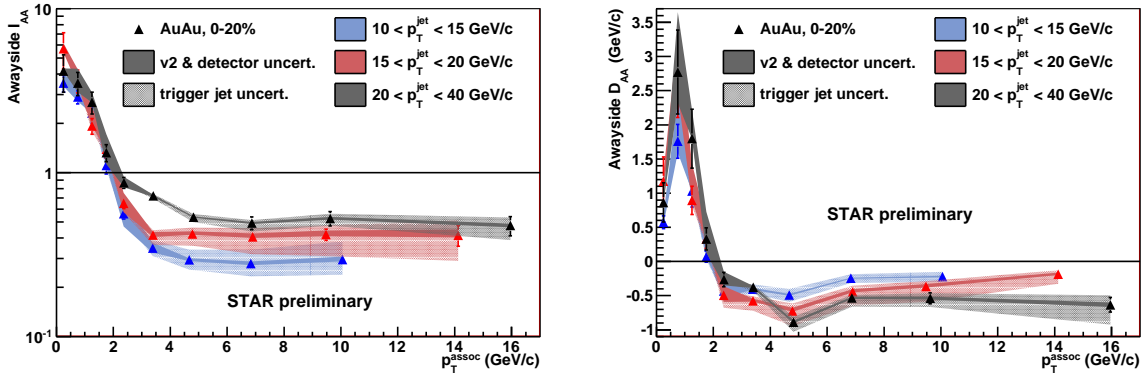 Awayside I_AA
10
1
10^-1
AuAu, 0-20%
v2 & detector uncert.
trigger jet uncert.
10 < p_T^jet < 15 GeV/c
15 < p_T^jet < 20 GeV/c
20 < p_T^jet < 40 GeV/c
STAR preliminary
0 2 4 6 8 10 12 14 16
p_T^assoc (GeV/c)
Awayside D_AA (GeV/c)
3.5
3
2.5
2
1.5
1
0.5
0
-0.5
-1
AuAu, 0-20%
v2 & detector uncert.
trigger jet uncert.
10 < p_T^jet < 15 GeV/c
15 < p_T^jet < 20 GeV/c
20 < p_T^jet < 40 GeV/c
STAR preliminary
0 2 4 6 8 10 12 14 16
p_T^assoc (GeV/c)